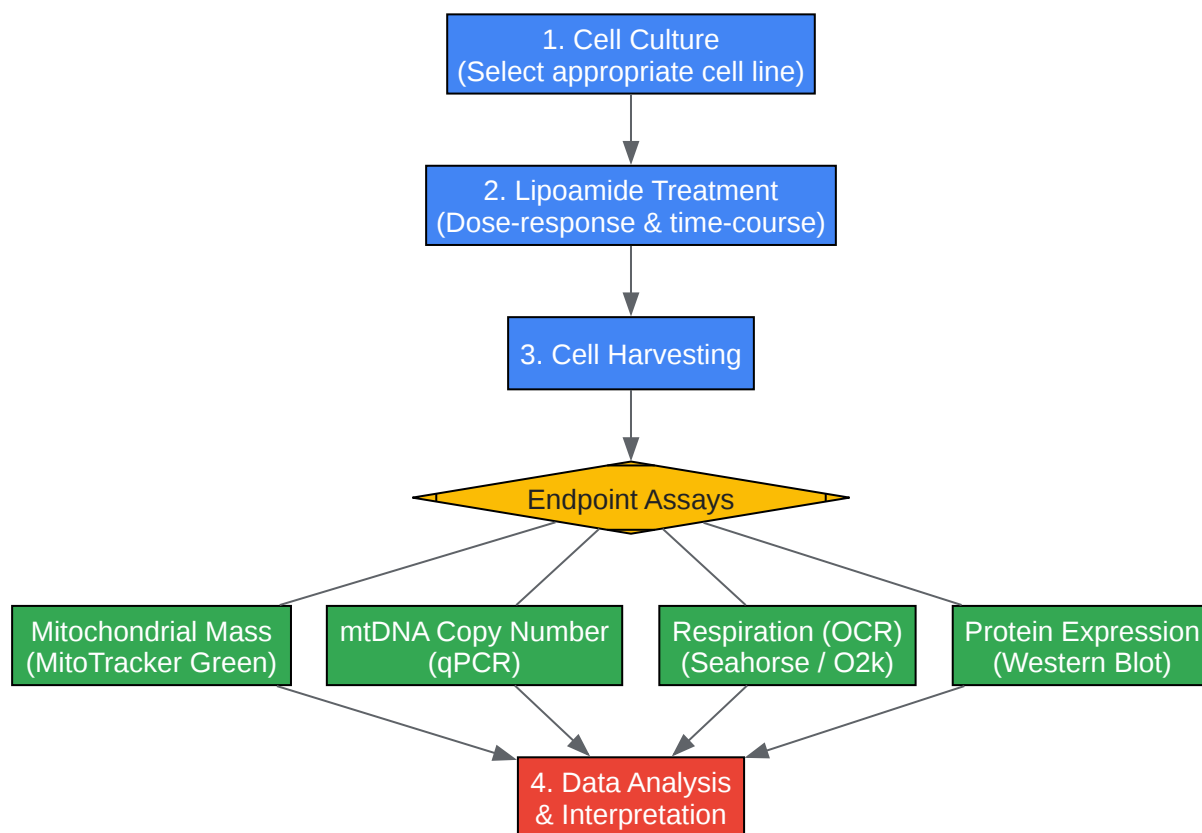 1. Cell Culture
(Select appropriate cell line)
2. Lipoamide Treatment
(Dose-response & time-course)
3. Cell Harvesting
Endpoint Assays
Mitochondrial Mass
(MitoTracker Green)
mtDNA Copy Number
(qPCR)
Respiration (OCR)
(Seahorse / O2k)
Protein Expression
(Western Blot)
4. Data Analysis
& Interpretation